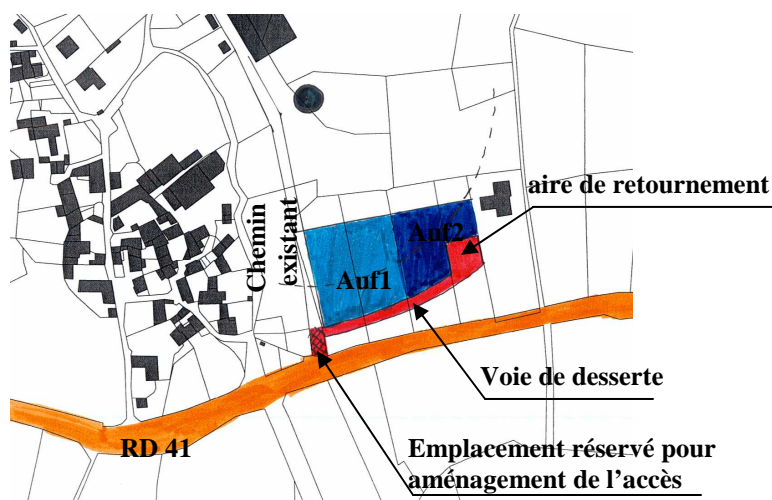 aire de retournement
Chemin
existant
Auf2
Auf1
Voie de desserte
RD 41
Emplacement réservé pour
aménagement de l'accès